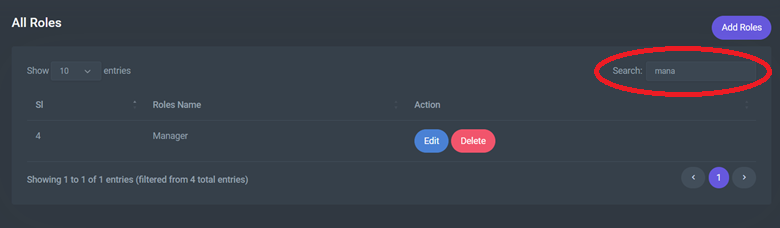 All Roles
Add Roles
Show 10 entries
Search: mana
Sl Roles Name Action
4 Manager Edit Delete
Showing 1 to 1 of 1 entries (filtered from 4 total entries)
1